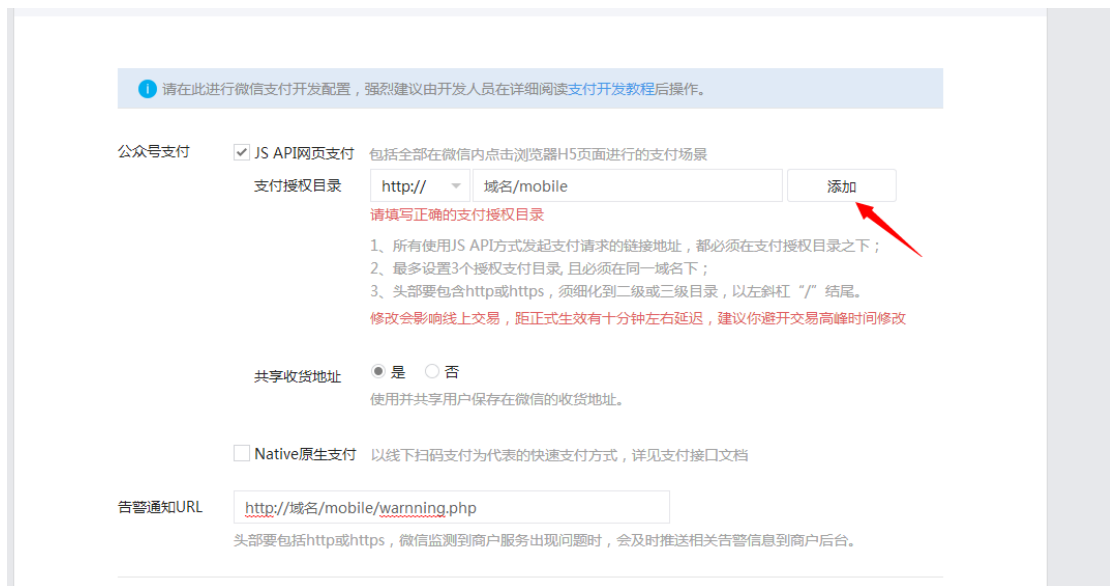 请在此进行微信支付开发配置，强烈建议由开发人员在详细阅读支付开发教程后操作。
公众号支付 JS API网页支付 包括全部在微信内点击浏览器H5页面进行的支付场景
支付授权目录 http:// 域名/mobile 添加
请填写正确的支付授权目录
1、所有使用JS API方式发起支付请求的链接地址，都必须在支付授权目录之下；
2、最多设置3个授权支付目录,且必须在同一域名下；
3、头部要包含http或https，须细化到二级或三级目录，以左斜杠“/”结尾。
修改会影响线上交易，距正式生效有十分钟左右延迟，建议你避开交易高峰时间修改
共享收货地址 是 否
使用并共享用户保存在微信的收货地址。
Native原生支付 以线下扫码支付为代表的快速支付方式，详见支付接口文档
告警通知URL http://域名/mobile/warnning.php
头部要包括http或https，微信监测到商户服务出现问题时，会及时推送相关告警信息到商户后台。